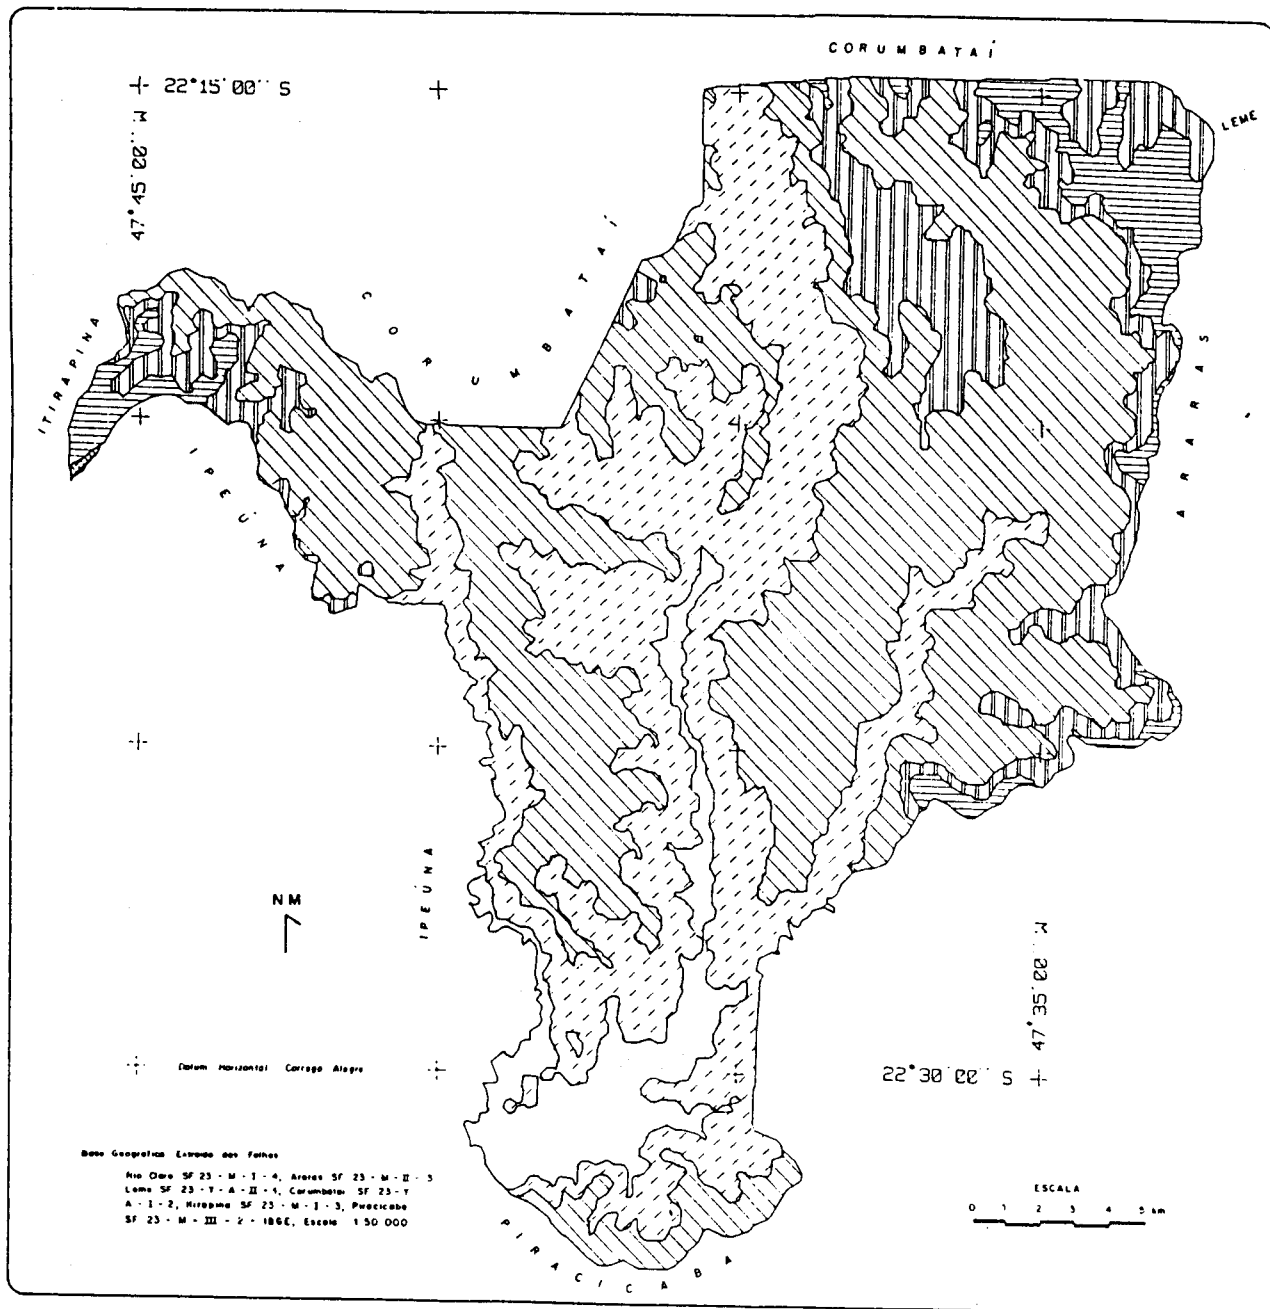 CORUMBATAÍ
22°15'00'' S
LEME
47°45'00'' W
CORUMBATAÍ
ITIRAPINA
ARARAS
IPEÚNA
IPEÚNA
NM
47°35'00'' W
Datum Horizontal Corrego Alegre
22°30'00'' S
Base Geografica Extraida das Folhas
Rio Claro SF 23 - M - I - 4, Araras SF 23 - M - II - 3
Leme SF 23 - Y - A - II - 1, Corumbatai SF 23 - Y
A - I - 2, Itirapina SF 23 - M - I - 3, Piracicaba
SF 23 - M - III - 2 - IBGE, Escala 1 50 000
ESCALA
0 1 2 3 4 5 km
PIRACICABA